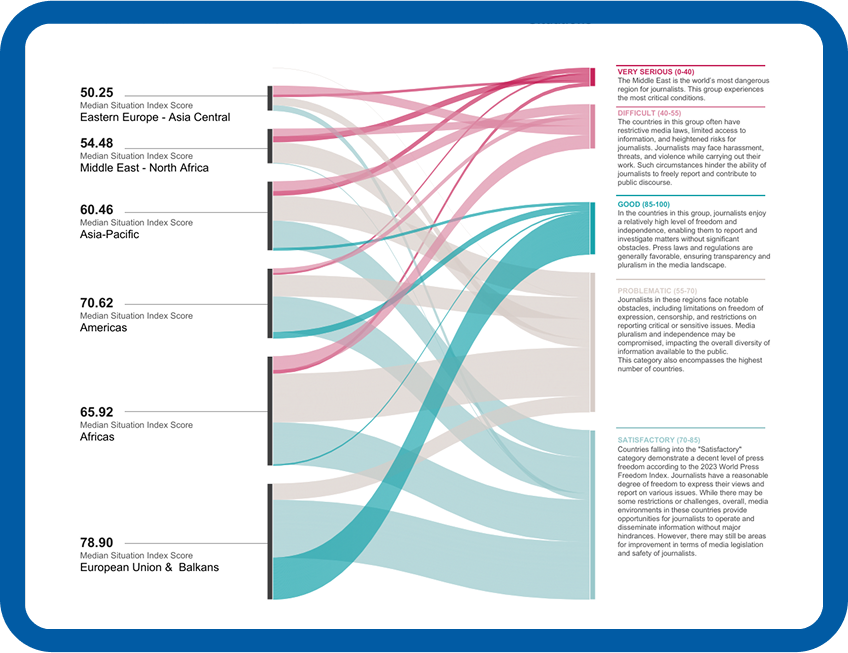 50.25
Median Situation Index Score
Eastern Europe - Asia Central
54.48
Median Situation Index Score
Middle East - North Africa
60.46
Median Situation Index Score
Asia-Pacific
70.62
Median Situation Index Score
Americas
65.92
Median Situation Index Score
Africas
78.90
Median Situation Index Score
European Union & Balkans
VERY SERIOUS (0-40)
The Middle East is the world's most dangerous
region for journalists. This group experiences
the most critical conditions.
DIFFICULT (40-55)
The countries in this group often have
restrictive media laws, limited access to
information, and heightened risks for
journalists. Journalists may face harassment,
threats, and violence while carrying out their
work. Such circumstances hinder the ability of
journalists to freely report and contribute to
public discourse.
GOOD (85-100)
In the countries in this group, journalists enjoy
a relatively high level of freedom and
independence, enabling them to report and
investigate matters without significant
obstacles. Press laws and regulations are
generally favorable, ensuring transparency and
pluralism in the media landscape.
PROBLEMATIC (55-70)
Journalists in these regions face notable
obstacles, including limitations on freedom of
expression, censorship, and restrictions on
reporting critical or sensitive issues. Media
pluralism and independence may be
compromised, impacting the overall diversity of
information available to the public.
This category also encompasses the highest
number of countries.
SATISFACTORY (70-85)
Countries falling into the "Satisfactory"
category demonstrate a decent level of press
freedom according to the 2023 World Press
Freedom Index. Journalists have a reasonable
degree of freedom to express their views and
report on various issues. While there may be
some restrictions or challenges, overall, media
environments in these countries provide
opportunities for journalists to operate and
disseminate information without major
hindrances. However, there may still be areas
for improvement in terms of media legislation
and safety of journalists.